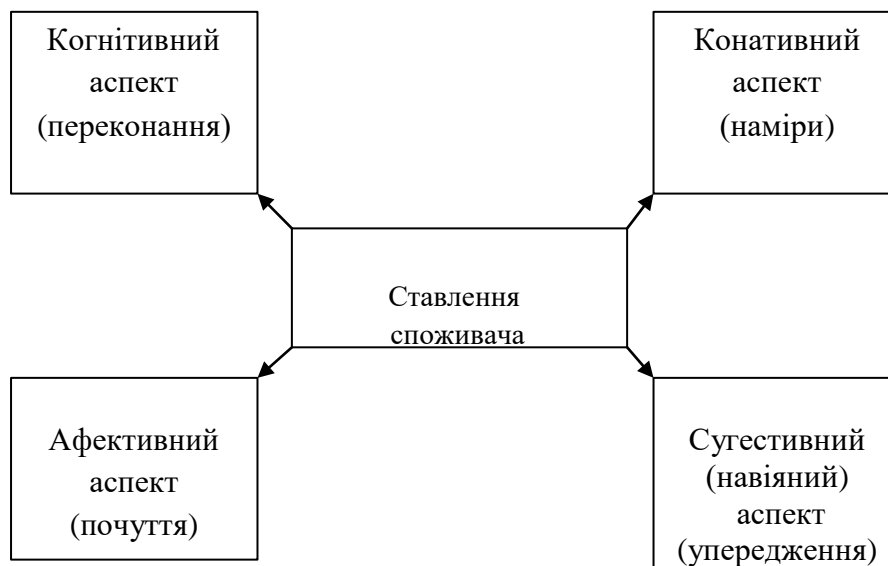 Когнітивний
аспект
(переконання)
Конативний
аспект
(наміри)
Ставлення
споживача
Афективний
аспект
(почуття)
Сугестивний
(навіяний)
аспект
(упередження)